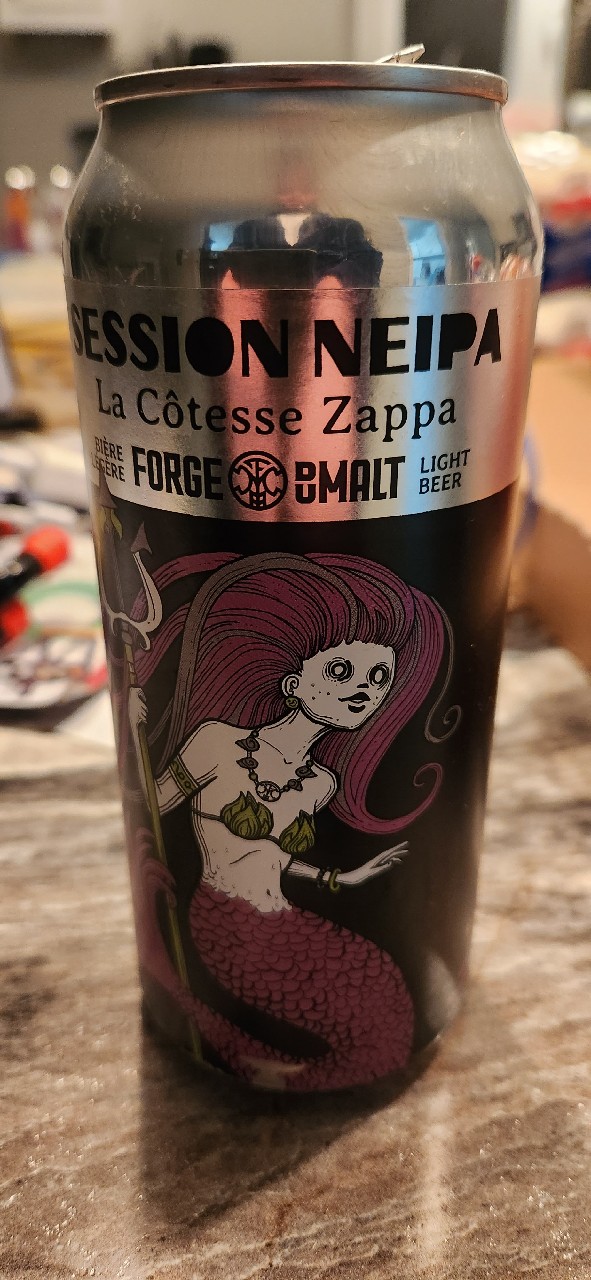 SESSION NEIPA
La Côtesse Zappa
BIÈRE
LÉGÈRE
FORGE DU MALT
LIGHT
BEER